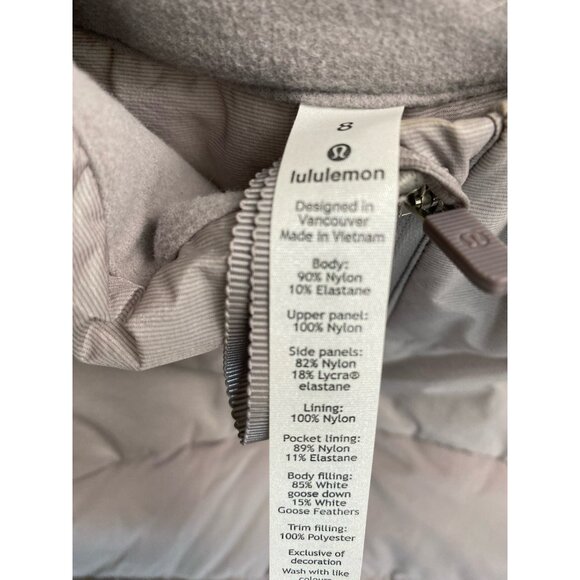 8
lululemon
Designed in
Vancouver
Made in Vietnam
Body:
90% Nylon
10% Elastane
Upper panel:
100% Nylon
Side panels:
82% Nylon
18% Lycra®
elastane
Lining:
100% Nylon
Pocket lining:
89% Nylon
11% Elastane
Body filling:
85% White
goose down
15% White
Goose Feathers
Trim filling:
100% Polyester
Exclusive of
decoration
Wash with like
colours